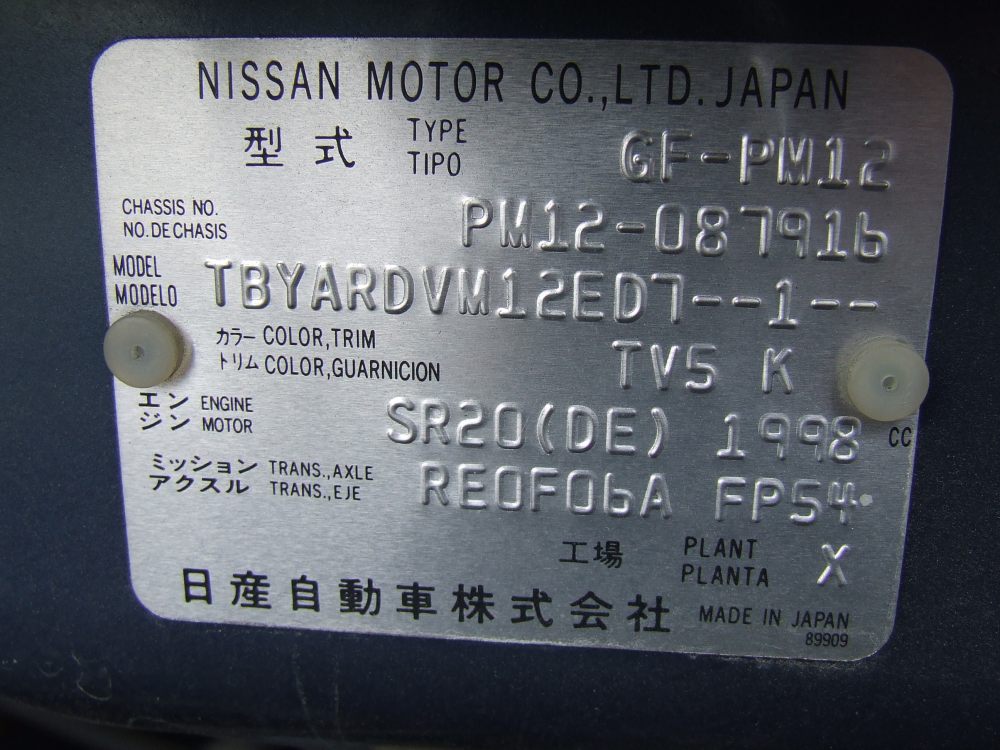 NISSAN MOTOR CO.,LTD. JAPAN
型式 TYPE TIPO GF-PM12
CHASSIS NO. NO.DE CHASIS PM12-087916
MODEL MODELO TBYARDVM12ED7--1--
カラー COLOR,TRIM
トリム COLOR,GUARNICION TV5 K
エンジン ENGINE MOTOR SR20(DE) 1998 CC
ミッション TRANS.,AXLE
アクスル TRANS.,EJE RE0F06A FP54
工場 PLANT PLANTA X
日産自動車株式会社 MADE IN JAPAN
89909